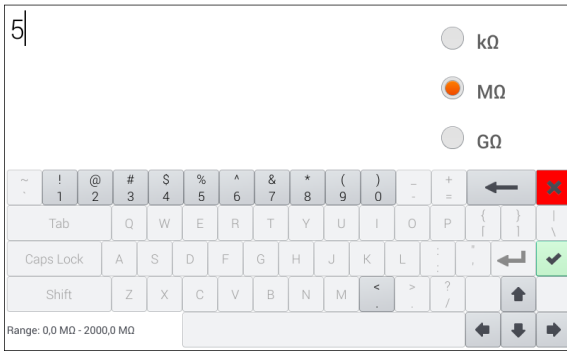 5
kΩ
MΩ
GΩ
~ ! @ # $ % ^ & * ( ) _ +
` 1 2 3 4 5 6 7 8 9 0 - =
Tab Q W E R T Y U I O P { } |
[ ] \
Caps Lock A S D F G H J K L : "
; '
Shift Z X C V B N M < > ?
, . /
Range: 0,0 MΩ - 2000,0 MΩ